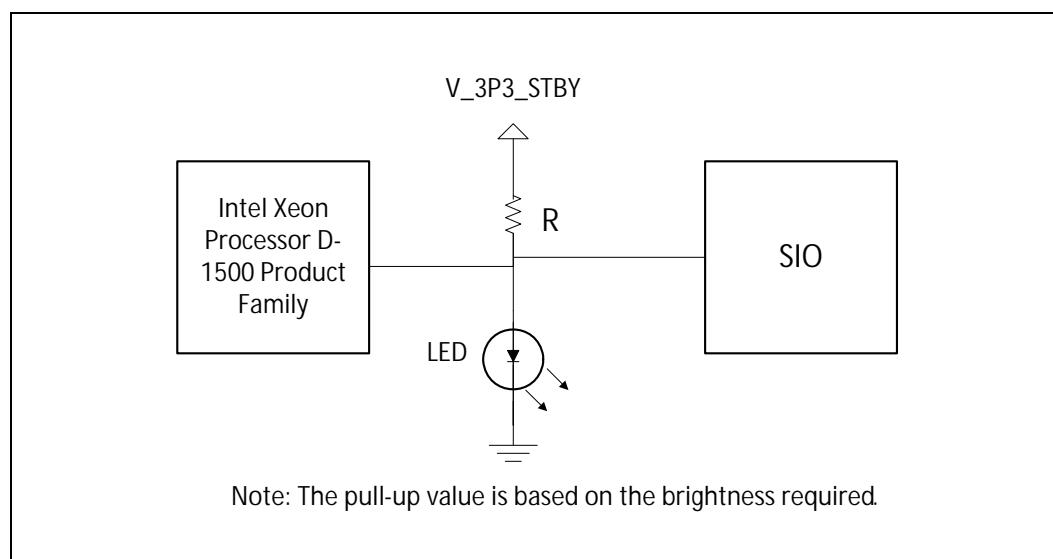 V_3P3_STBY
Intel Xeon
Processor D-
1500 Product
Family
R
SIO
LED
Note: The pull-up value is based on the brightness required.